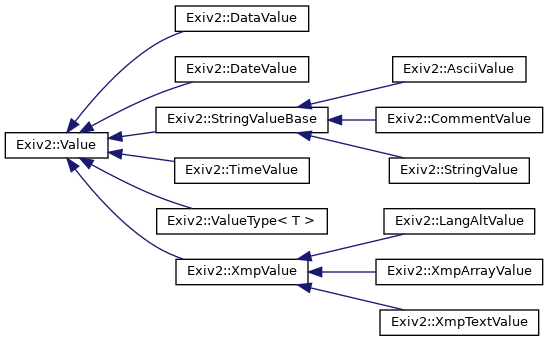 Exiv2::DataValue
Exiv2::DateValue
Exiv2::AsciiValue
Exiv2::StringValueBase
Exiv2::CommentValue
Exiv2::Value
Exiv2::TimeValue
Exiv2::StringValue
Exiv2::ValueType< T >
Exiv2::LangAltValue
Exiv2::XmpValue
Exiv2::XmpArrayValue
Exiv2::XmpTextValue